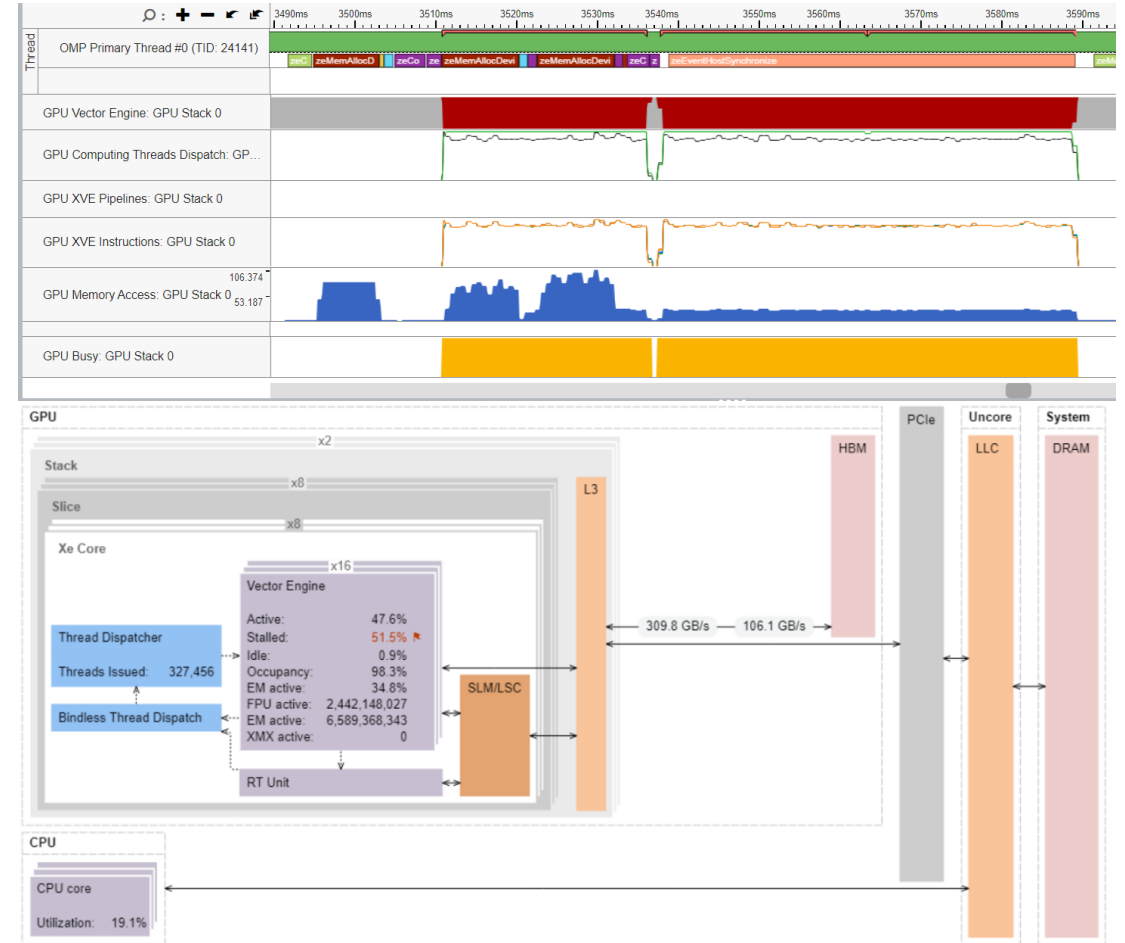 3490ms 3500ms 3510ms 3520ms 3530ms 3540ms 3550ms 3560ms 3570ms 3580ms 3590ms
Thread
OMP Primary Thread #0 (TID: 24141)
zeC zeMemAllocD zeCo ze zeMemAllocDevi zeMemAllocDevi zeC z zeEventHostSynchronize zeMe
GPU Vector Engine: GPU Stack 0
GPU Computing Threads Dispatch: GP...
GPU XVE Pipelines: GPU Stack 0
GPU XVE Instructions: GPU Stack 0
106.374
GPU Memory Access: GPU Stack 0
53.187
GPU Busy: GPU Stack 0
GPU
PCIe
Uncore
System
x2
Stack
HBM
LLC
DRAM
x8
L3
Slice
x8
Xe Core
x16
Vector Engine
Active: 47.6%
Stalled: 51.5%
Idle: 0.9%
Occupancy: 98.3%
EM active: 34.8%
FPU active: 2,442,148,027
EM active: 6,589,368,343
XMX active: 0
Thread Dispatcher
Threads Issued: 327,456
Bindless Thread Dispatch
309.8 GB/s
106.1 GB/s
SLM/LSC
RT Unit
CPU
CPU core
Utilization: 19.1%